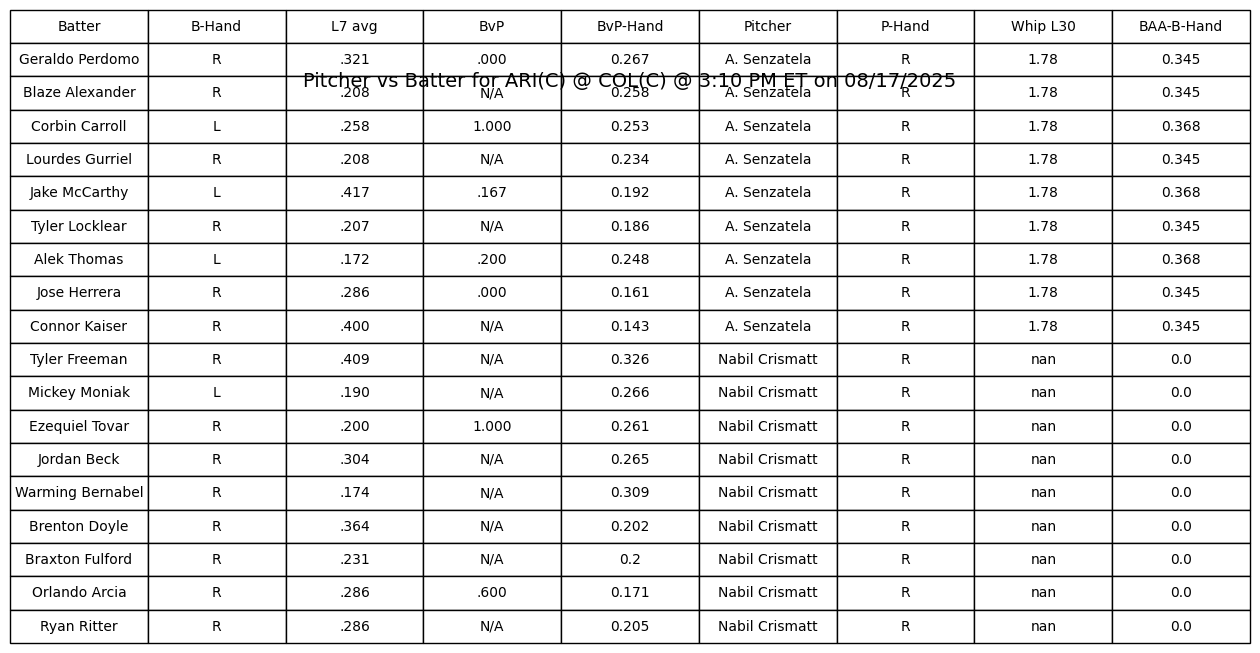 Batter B-Hand L7 avg BvP BvP-Hand Pitcher P-Hand Whip L30 BAA-B-Hand
Geraldo Perdomo R .321 .000 0.267 A. Senzatela R 1.78 0.345
Pitcher vs Batter for ARI(C) @ COL(C) @ 3:10 PM ET on 08/17/2025
Blaze Alexander R .208 N/A 0.258 A. Senzatela R 1.78 0.345
Corbin Carroll L .258 1.000 0.253 A. Senzatela R 1.78 0.368
Lourdes Gurriel R .208 N/A 0.234 A. Senzatela R 1.78 0.345
Jake McCarthy L .417 .167 0.192 A. Senzatela R 1.78 0.368
Tyler Locklear R .207 N/A 0.186 A. Senzatela R 1.78 0.345
Alek Thomas L .172 .200 0.248 A. Senzatela R 1.78 0.368
Jose Herrera R .286 .000 0.161 A. Senzatela R 1.78 0.345
Connor Kaiser R .400 N/A 0.143 A. Senzatela R 1.78 0.345
Tyler Freeman R .409 N/A 0.326 Nabil Crismatt R nan 0.0
Mickey Moniak L .190 N/A 0.266 Nabil Crismatt R nan 0.0
Ezequiel Tovar R .200 1.000 0.261 Nabil Crismatt R nan 0.0
Jordan Beck R .304 N/A 0.265 Nabil Crismatt R nan 0.0
Warming Bernabel R .174 N/A 0.309 Nabil Crismatt R nan 0.0
Brenton Doyle R .364 N/A 0.202 Nabil Crismatt R nan 0.0
Braxton Fulford R .231 N/A 0.2 Nabil Crismatt R nan 0.0
Orlando Arcia R .286 .600 0.171 Nabil Crismatt R nan 0.0
Ryan Ritter R .286 N/A 0.205 Nabil Crismatt R nan 0.0